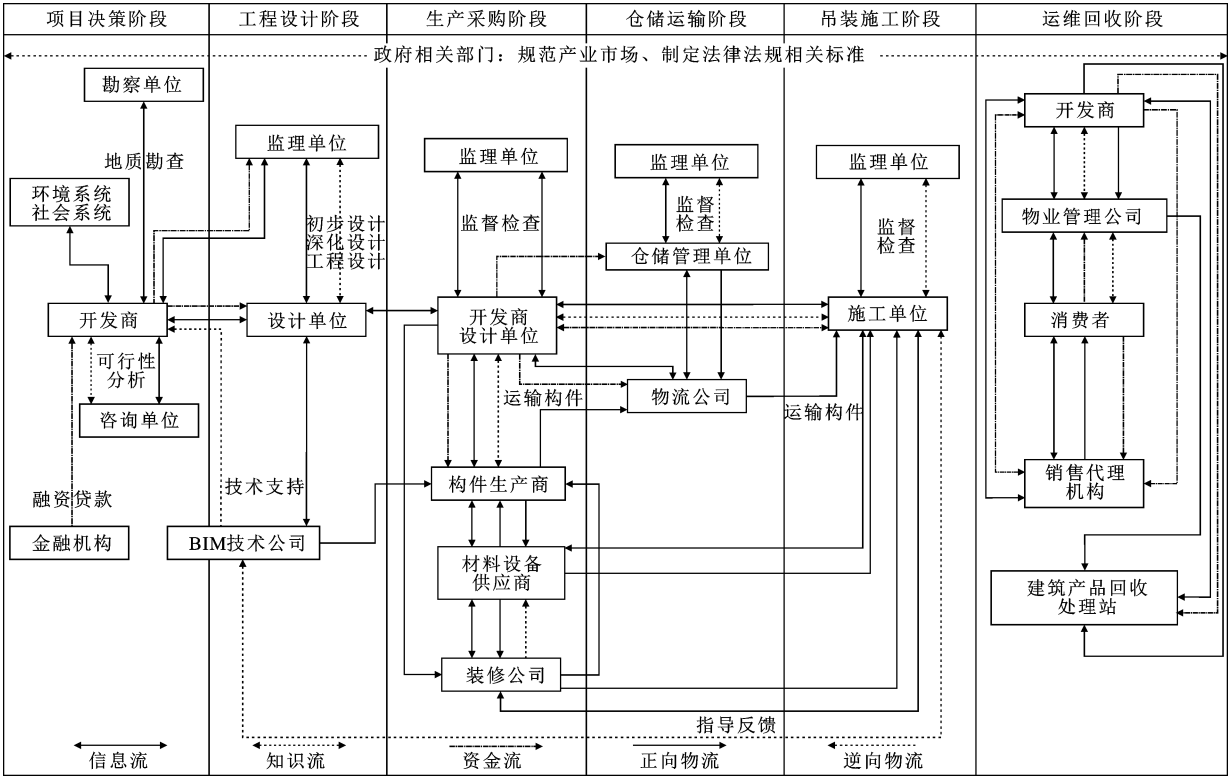 项目决策阶段
工程设计阶段
生产采购阶段
仓储运输阶段
吊装施工阶段
运维回收阶段
政府相关部门：规范产业市场、制定法律法规相关标准
勘察单位
地质勘查
环境系统
社会系统
开发商
可行性
分析
咨询单位
融资贷款
金融机构
监理单位
初步设计
深化设计
工程设计
设计单位
技术支持
BIM技术公司
监理单位
监督检查
开发商
设计单位
运输构件
构件生产商
材料设备
供应商
装修公司
监理单位
监督
检查
仓储管理单位
物流公司
运输构件
监理单位
监督
检查
施工单位
指导反馈
开发商
物业管理公司
消费者
销售代理
机构
建筑产品回收
处理站
信息流
知识流
资金流
正向物流
逆向物流